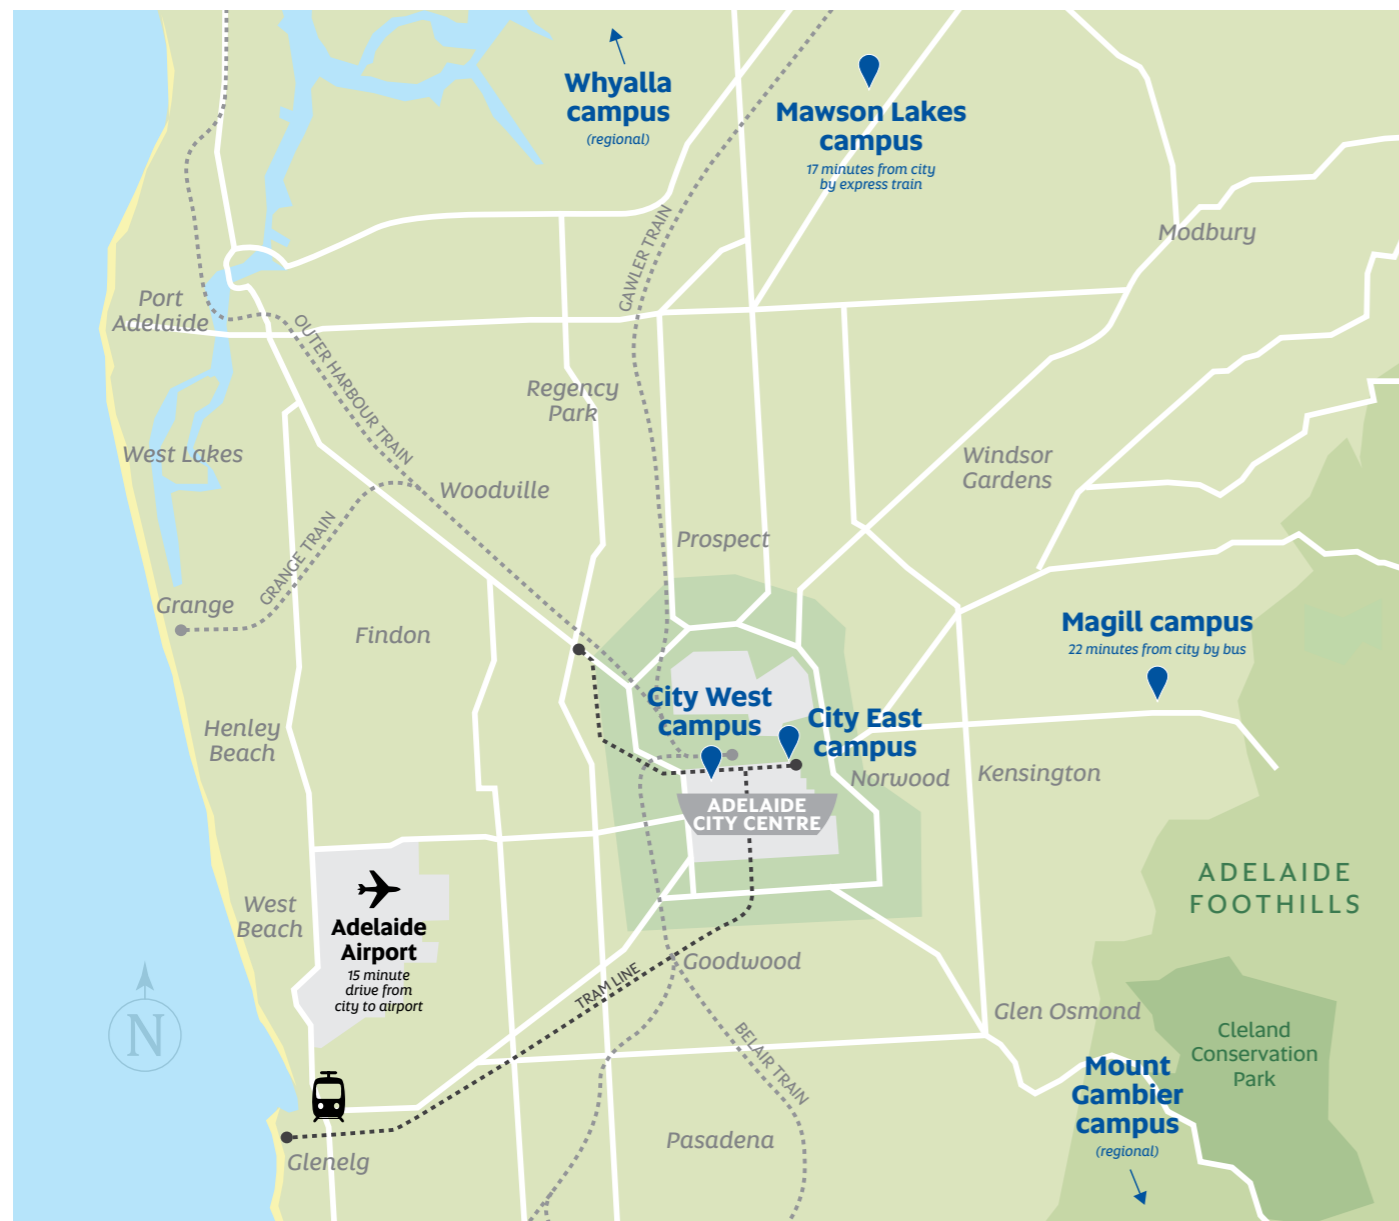 Whyalla
campus
(regional)
Mawson Lakes
campus
17 minutes from city
by express train
Modbury
GAWLER TRAIN
Port
Adelaide
OUTER HARBOUR TRAIN
Regency
Park
West Lakes
Woodville
Windsor
Gardens
GRANGE TRAIN
Prospect
Grange
Findon
Magill campus
22 minutes from city by bus
City West
campus
City East
campus
Henley
Beach
Norwood
Kensington
ADELAIDE
CITY CENTRE
ADELAIDE
FOOTHILLS
West
Beach
Adelaide
Airport
15 minute
drive from
city to airport
Goodwood
TRAM LINE
Glen Osmond
N
BELAIR TRAIN
Cleland
Conservation
Park
Mount
Gambier
campus
(regional)
Pasadena
Glenelg